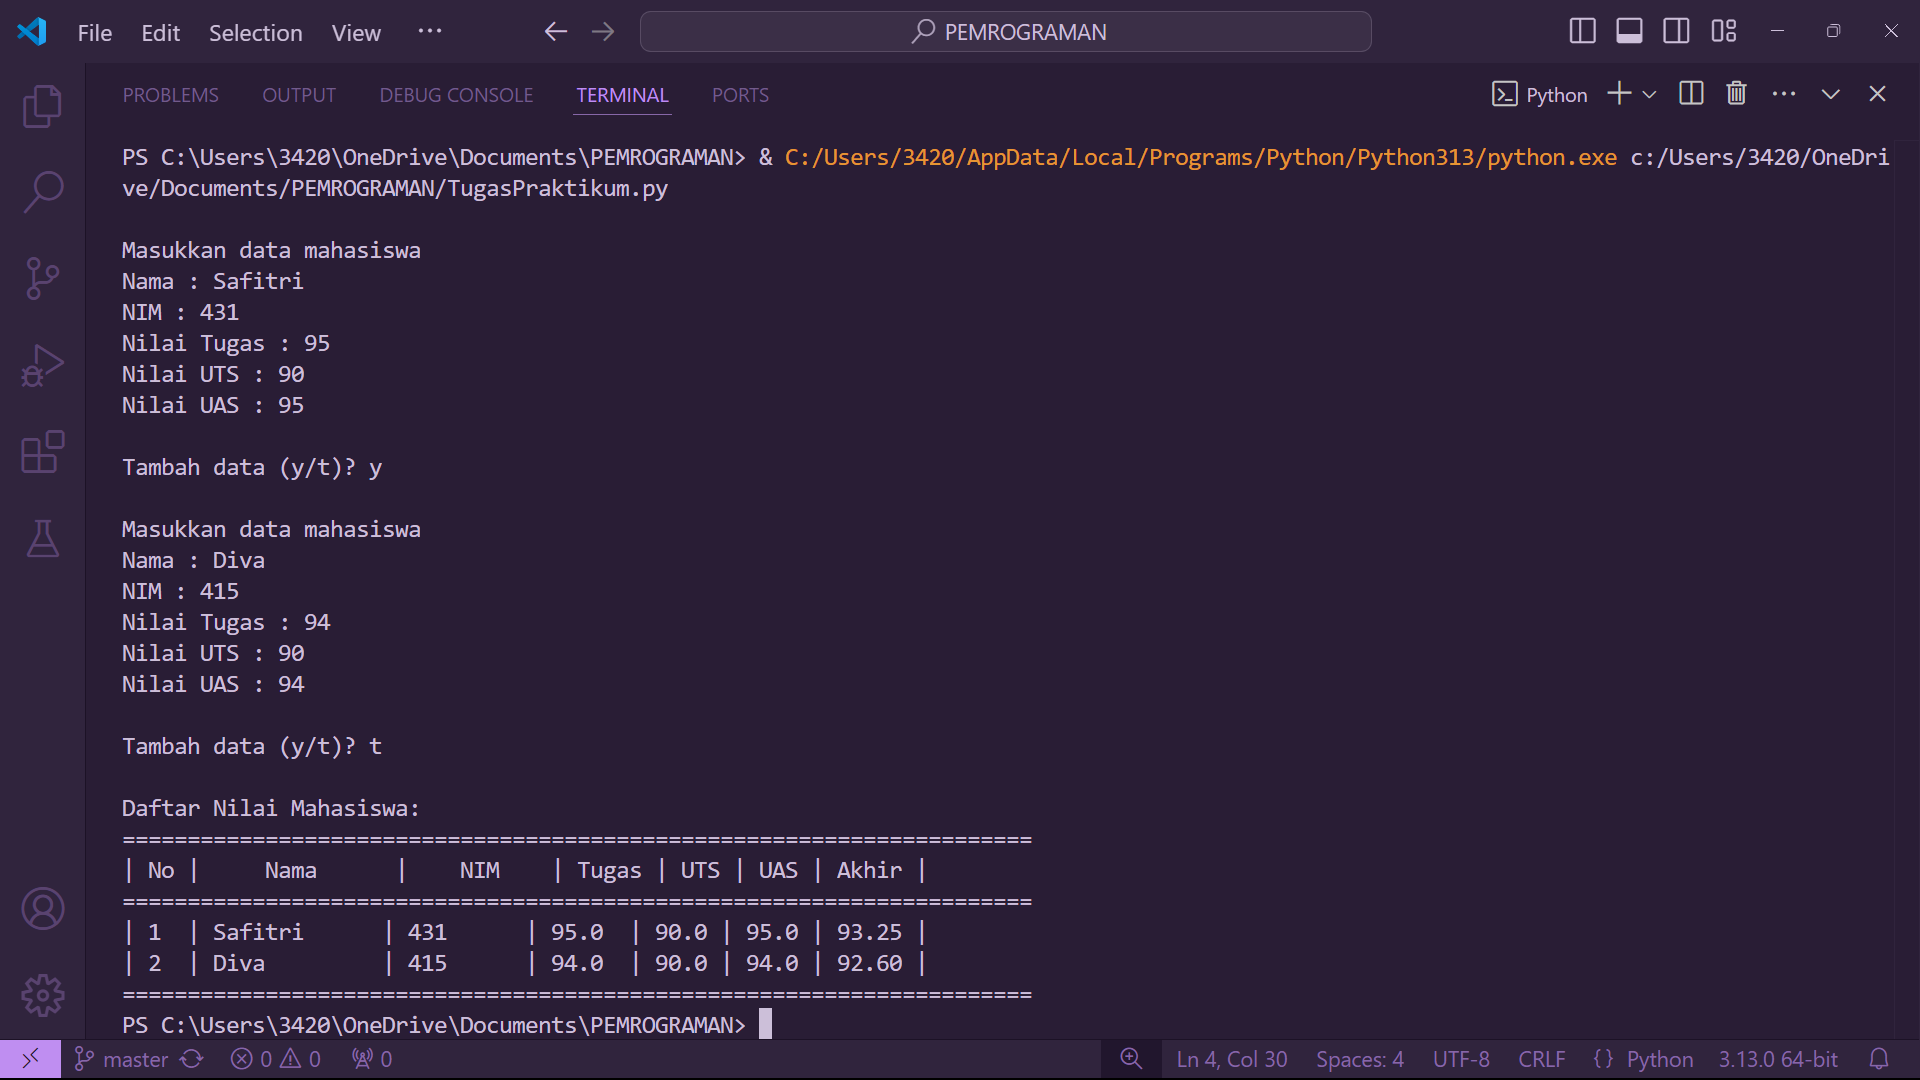 File Edit Selection View ··· PEMROGRAMAN
PROBLEMS OUTPUT DEBUG CONSOLE TERMINAL PORTS Python
PS C:\Users\3420\OneDrive\Documents\PEMROGRAMAN> & C:/Users/3420/AppData/Local/Programs/Python/Python313/python.exe c:/Users/3420/OneDri
ve/Documents/PEMROGRAMAN/TugasPraktikum.py
Masukkan data mahasiswa
Nama : Safitri
NIM : 431
Nilai Tugas : 95
Nilai UTS : 90
Nilai UAS : 95
Tambah data (y/t)? y
Masukkan data mahasiswa
Nama : Diva
NIM : 415
Nilai Tugas : 94
Nilai UTS : 90
Nilai UAS : 94
Tambah data (y/t)? t
Daftar Nilai Mahasiswa:
======================================================================
| No |     Nama      |    NIM    | Tugas | UTS | UAS | Akhir |
======================================================================
| 1  | Safitri      | 431      | 95.0  | 90.0 | 95.0 | 93.25 |
| 2  | Diva         | 415      | 94.0  | 90.0 | 94.0 | 92.60 |
======================================================================
PS C:\Users\3420\OneDrive\Documents\PEMROGRAMAN>
master 0 0 0 Ln 4, Col 30 Spaces: 4 UTF-8 CRLF {} Python 3.13.0 64-bit